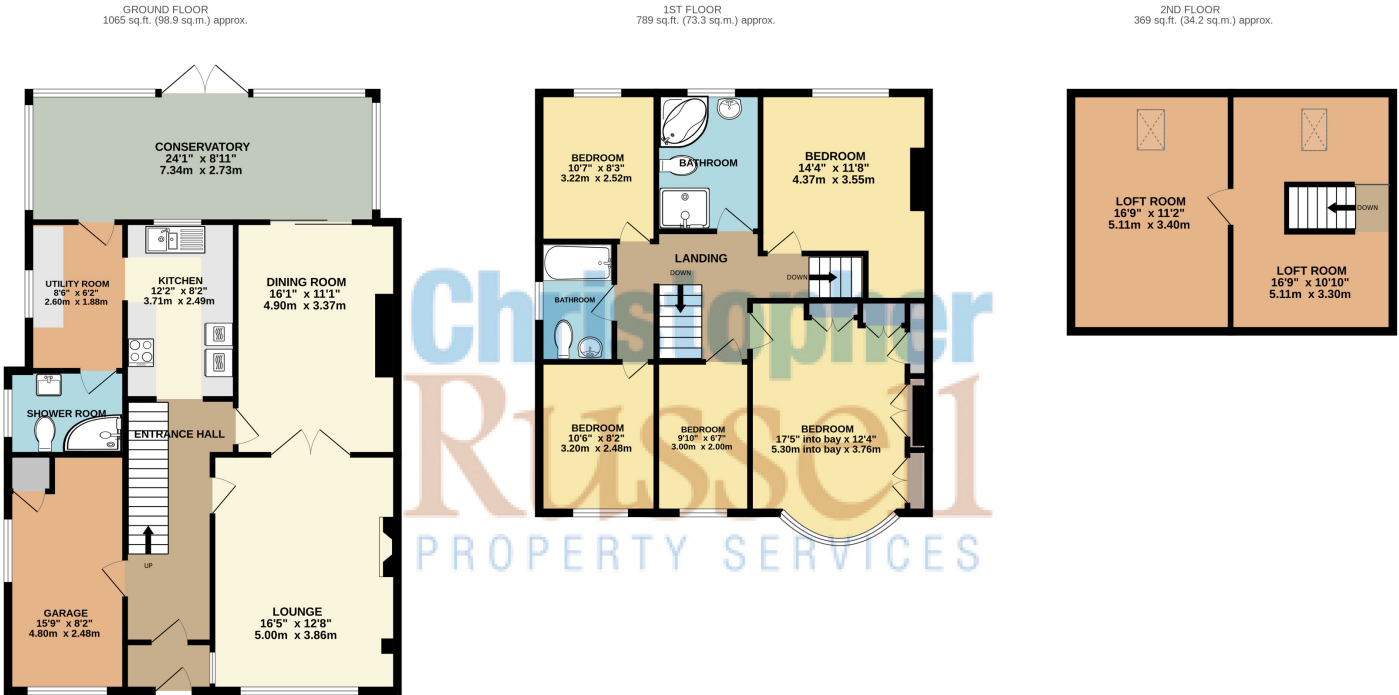 GROUND FLOOR
1065 sq.ft. (98.9 sq.m.) approx.
CONSERVATORY
24'1" x 8'11"
7.34m x 2.73m
UTILITY ROOM
8'6" x 6'2"
2.60m x 1.88m
KITCHEN
12'2" x 8'2"
3.71m x 2.49m
DINING ROOM
16'1" x 11'1"
4.90m x 3.37m
SHOWER ROOM
ENTRANCE HALL
UP
GARAGE
15'9" x 8'2"
4.80m x 2.48m
LOUNGE
16'5" x 12'8"
5.00m x 3.86m
1ST FLOOR
789 sq.ft. (73.3 sq.m.) approx.
BEDROOM
10'7" x 8'3"
3.22m x 2.52m
BATHROOM
BEDROOM
14'4" x 11'8"
4.37m x 3.55m
LANDING
DOWN
DOWN
BATHROOM
BEDROOM
10'6" x 8'2"
3.20m x 2.48m
BEDROOM
9'10" x 6'7"
3.00m x 2.00m
BEDROOM
17'5" into bay x 12'4"
5.30m into bay x 3.76m
Christopher
Russell
PROPERTY SERVICES
2ND FLOOR
369 sq.ft. (34.2 sq.m.) approx.
LOFT ROOM
16'9" x 11'2"
5.11m x 3.40m
DOWN
LOFT ROOM
16'9" x 10'10"
5.11m x 3.30m